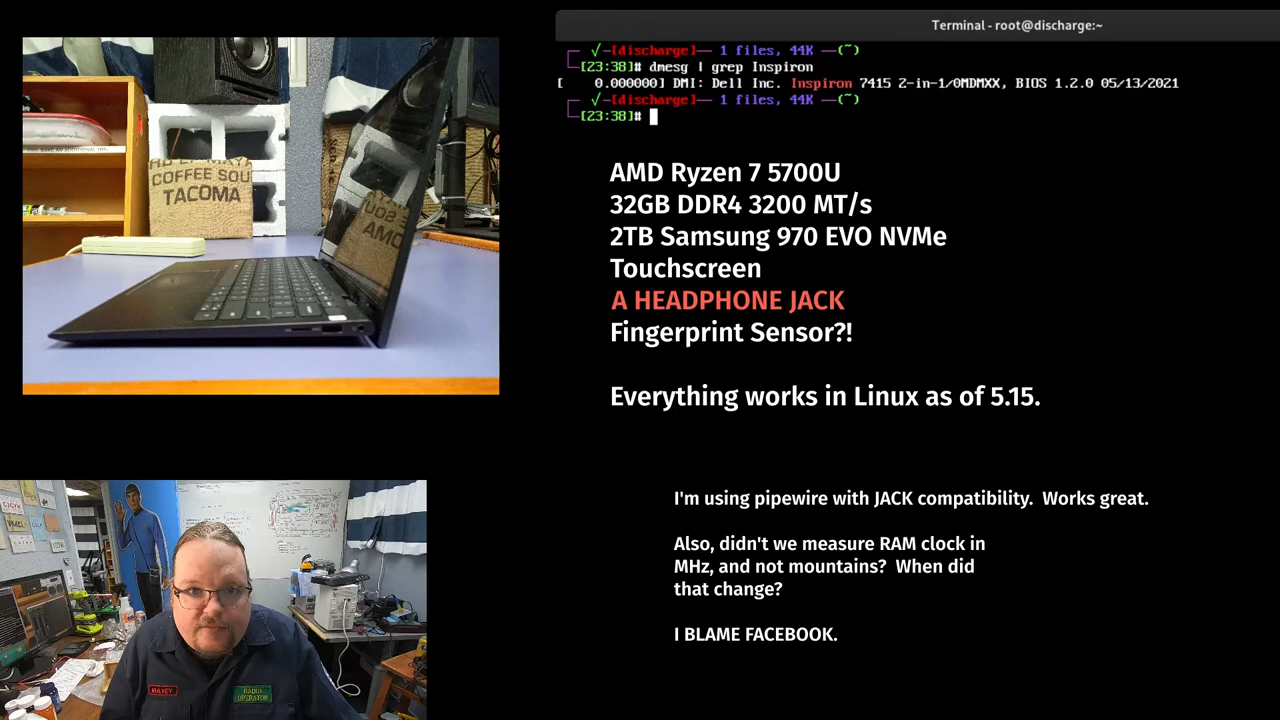 Terminal - root@discharge:~
√-[discharge]— 1 files, 44K —(~)
[23:38]# dmesg | grep Inspiron
[    0.000000] DMI: Dell Inc. Inspiron 7415 2-in-1/0MDMXX, BIOS 1.2.0 05/13/2021
√-[discharge]— 1 files, 44K —(~)
[23:38]#
COFFEE SOU
TACOMA
AMD Ryzen 7 5700U
32GB DDR4 3200 MT/s
2TB Samsung 970 EVO NVMe
Touchscreen
A HEADPHONE JACK
Fingerprint Sensor?!
Everything works in Linux as of 5.15.
I'm using pipewire with JACK compatibility.  Works great.
Also, didn't we measure RAM clock in
MHz, and not mountains?  When did
that change?
I BLAME FACEBOOK.
MULVEY
RADIO
OPERATOR